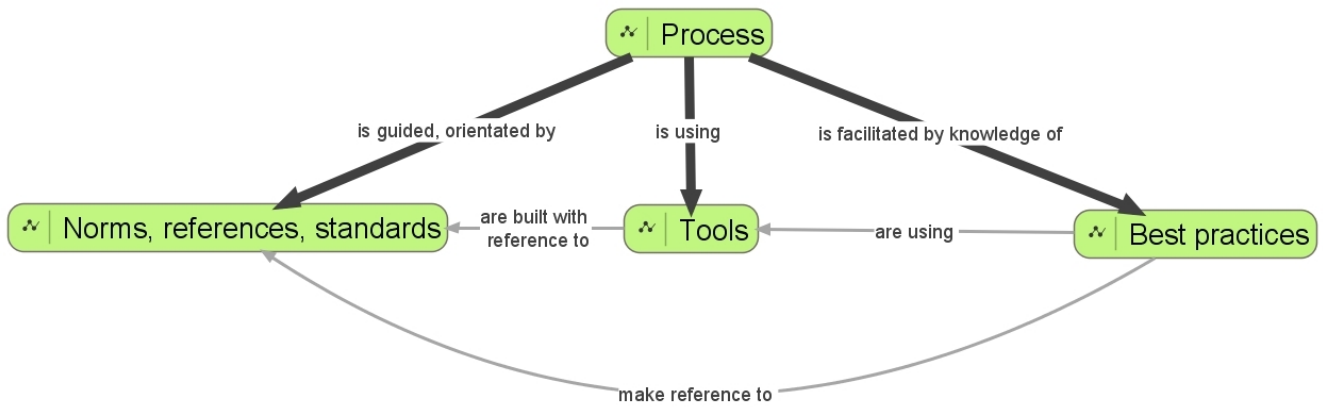 Process
is guided, orientated by
is using
is facilitated by knowledge of
Norms, references, standards
are built with
reference to
Tools
are using
Best practices
make reference to